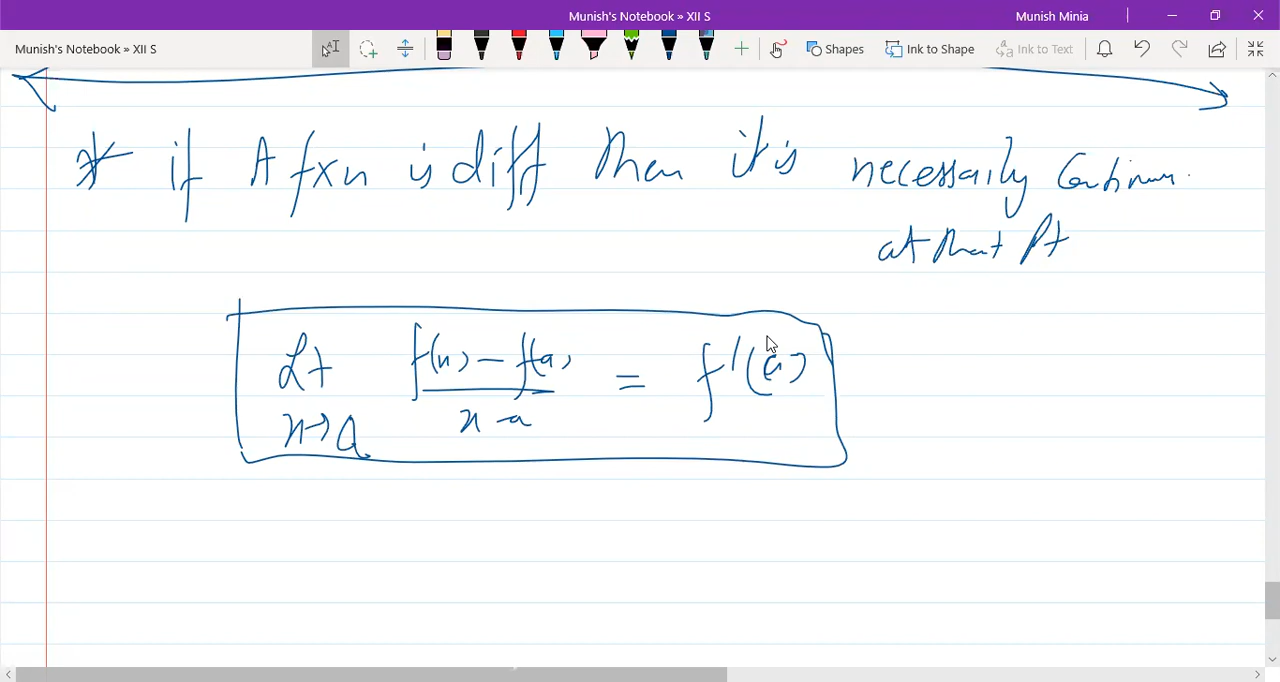 Munish's Notebook » XII S
Munish Minia
Munish's Notebook » XII S
Shapes
Ink to Shape
Ink to Text
* if A fxn is diff then it is necessarily Continuous.
at that Pt
Lt f(x) - f(a) = f'(a)
x→a x-a